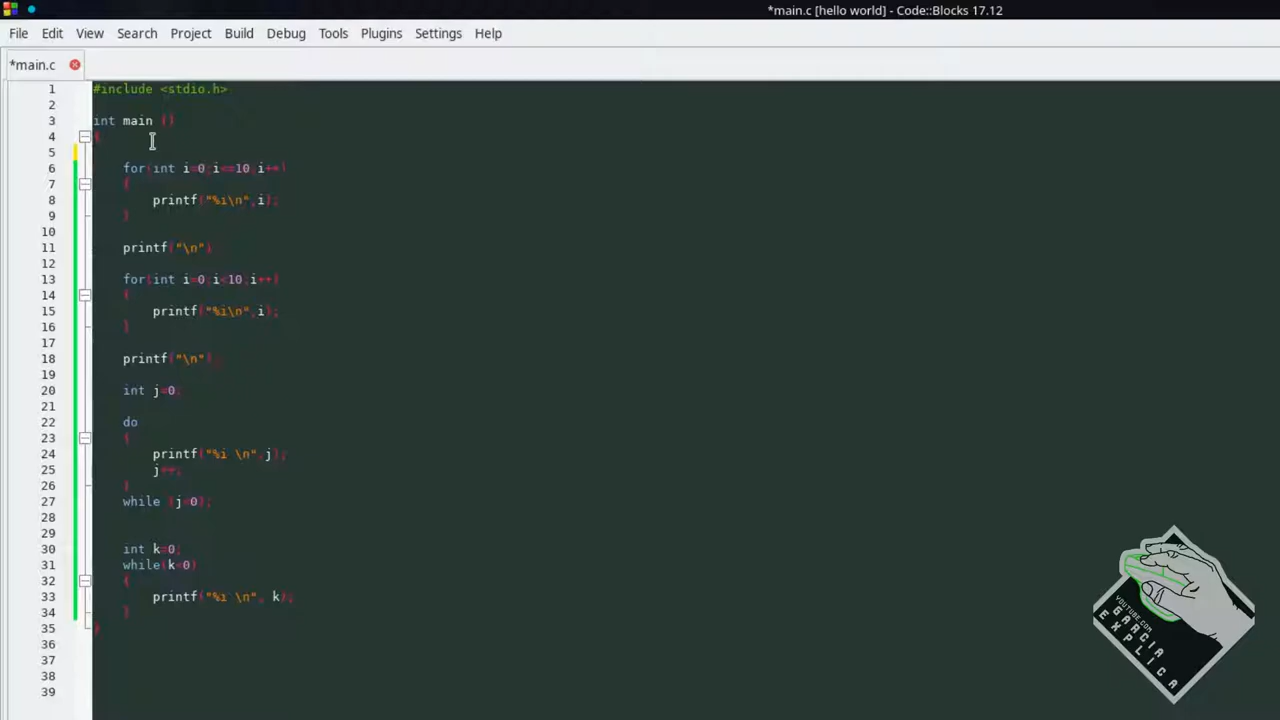 *main.c [hello world] - Code::Blocks 17.12
File Edit View Search Project Build Debug Tools Plugins Settings Help
*main.c
1 #include <stdio.h>
2
3 int main ()
4 {
5
6 for(int i=0;i<=10;i++)
7 {
8 printf("%i\n",i);
9 }
10
11 printf("\n")
12
13 for(int i=0;i<10;i++)
14 {
15 printf("%i\n",i);
16 }
17
18 printf("\n");
19
20 int j=0;
21
22 do
23 {
24 printf("%i \n",j);
25 j++;
26 }
27 while (j<0);
28
29
30 int k=0;
31 while(k<0)
32 {
33 printf("%i \n", k);
34 }
35 }
36
37
38
39
YOUTUBE.COM
GARCIA
EXPLICA